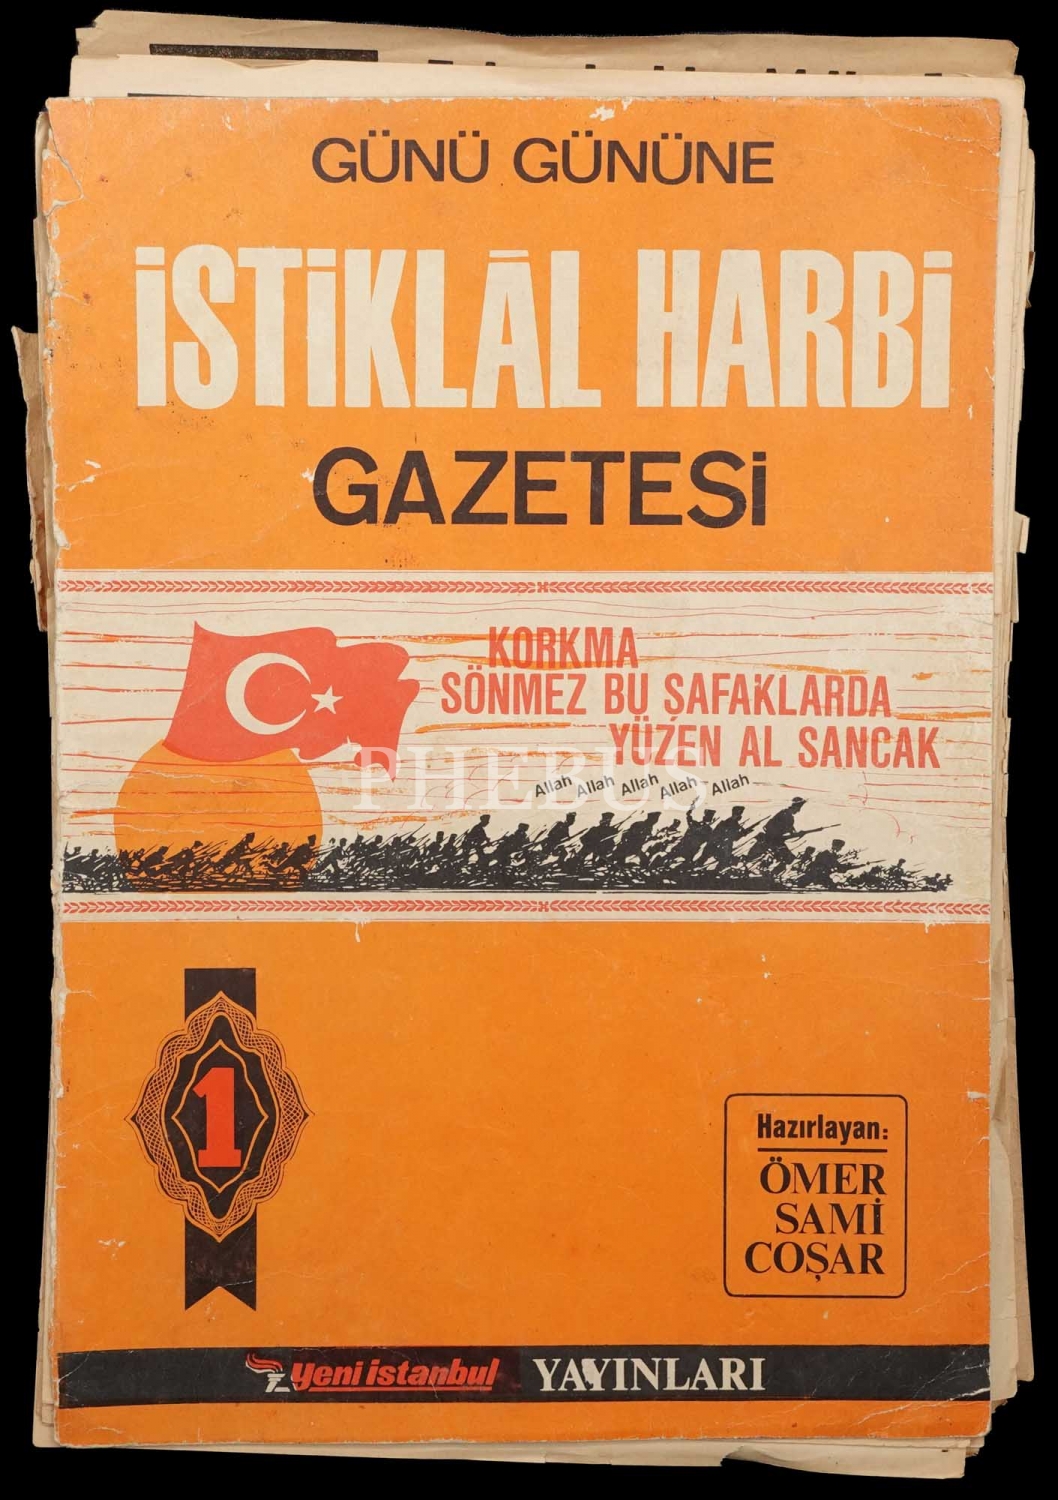 GÜNÜ GÜNÜNE
İSTİKLÂL HARBİ
GAZETESİ
KORKMA
SÖNMEZ BU ŞAFAKLARDA
YÜZEN AL SANCAK
Allah Allah Allah Allah Allah
PHEBUS
1
Hazırlayan:
ÖMER
SAMİ
COŞAR
Yeni istanbul YAYINLARI